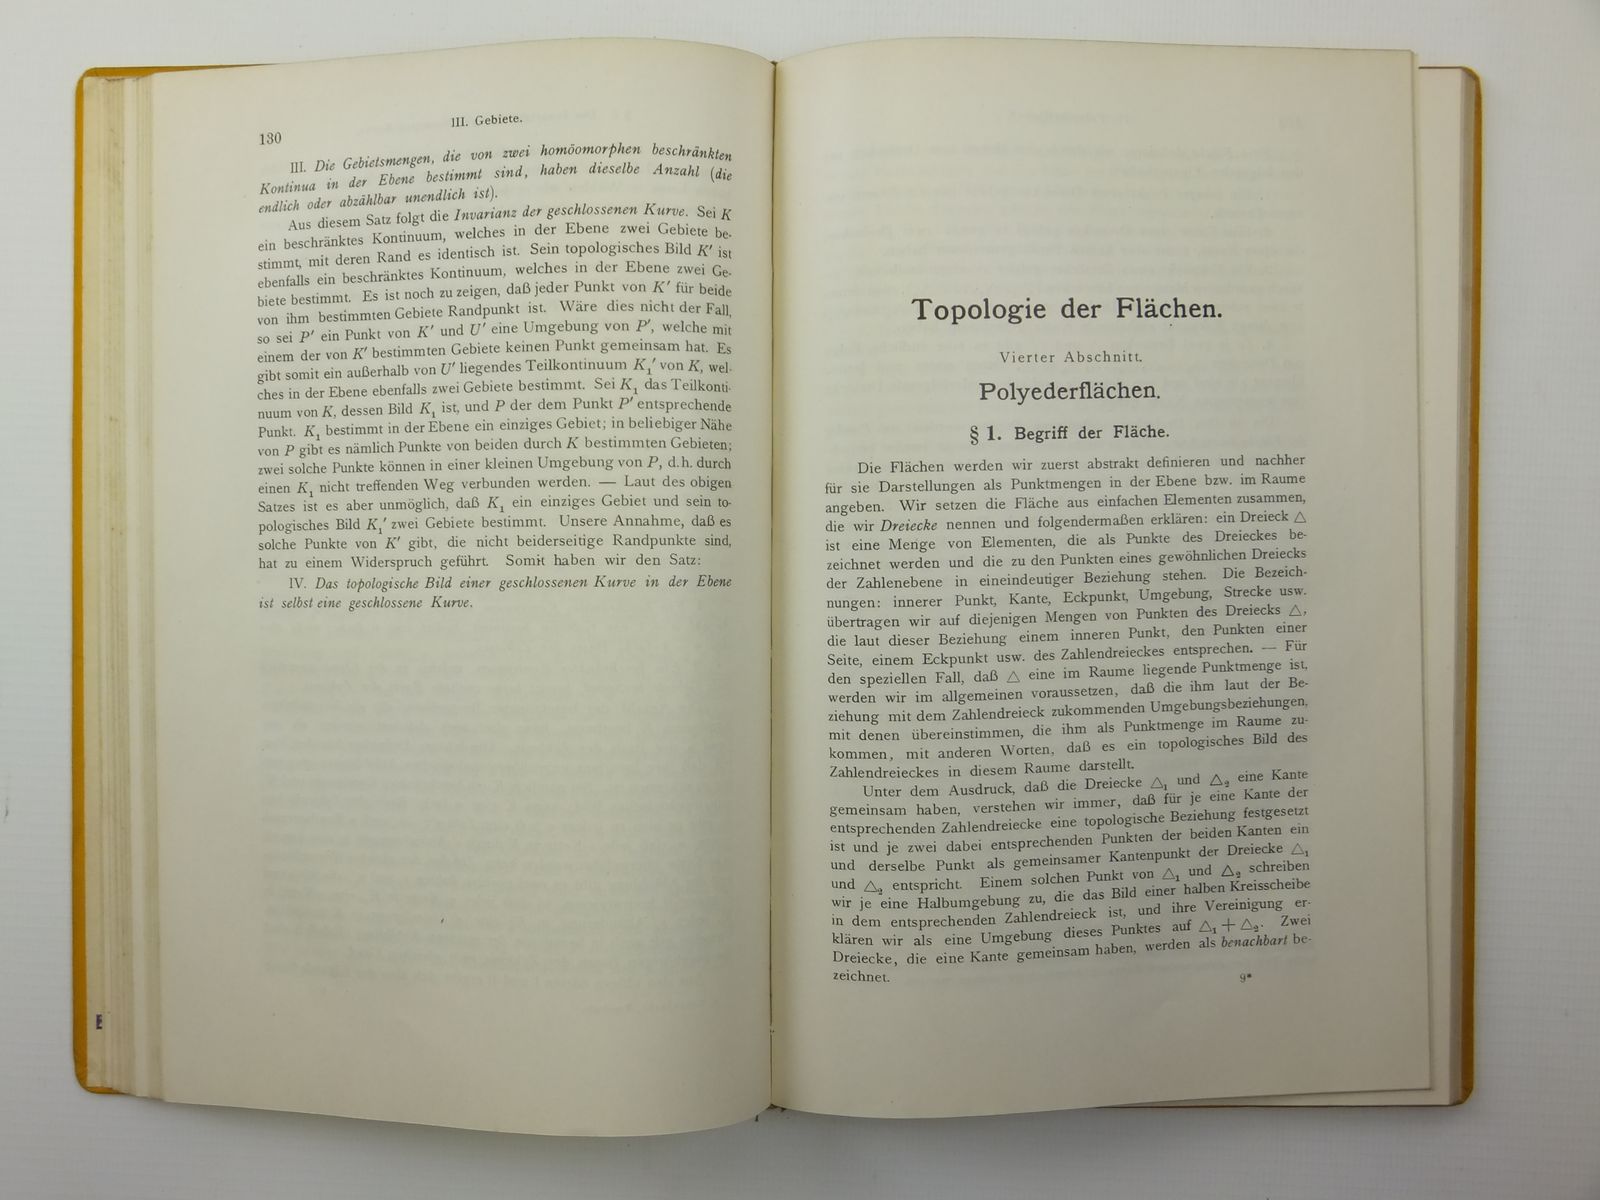 130
III. Gebiete.
III. Die Gebietsmengen, die von zwei homöomorphen beschränkten
Kontinua in der Ebene bestimmt sind, haben dieselbe Anzahl (die
endlich oder abzählbar unendlich ist).
Aus diesem Satz folgt die Invarianz der geschlossenen Kurve. Sei K
ein beschränktes Kontinuum, welches in der Ebene zwei Gebiete be-
stimmt, mit deren Rand es identisch ist. Sein topologisches Bild K' ist
ebenfalls ein beschränktes Kontinuum, welches in der Ebene zwei Ge-
biete bestimmt. Es ist noch zu zeigen, daß jeder Punkt von K' für beide
von ihm bestimmten Gebiete Randpunkt ist. Wäre dies nicht der Fall,
so sei P' ein Punkt von K' und U' eine Umgebung von P', welche mit
einem der von K' bestimmten Gebiete keinen Punkt gemeinsam hat. Es
gibt somit ein außerhalb von U' liegendes Teilkontinuum K₁' von K, wel-
ches in der Ebene ebenfalls zwei Gebiete bestimmt. Sei K₁ das Teilkonti-
nuum von K, dessen Bild K₁ ist, und P der dem Punkt P' entsprechende
Punkt. K₁ bestimmt in der Ebene ein einziges Gebiet; in beliebiger Nähe
von P gibt es nämlich Punkte von beiden durch K bestimmten Gebieten;
zwei solche Punkte können in einer kleinen Umgebung von P, d.h. durch
einen K₁ nicht treffenden Weg verbunden werden. — Laut des obigen
Satzes ist es aber unmöglich, daß K₁ ein einziges Gebiet und sein to-
pologisches Bild K₁' zwei Gebiete bestimmt. Unsere Annahme, daß es
solche Punkte von K' gibt, die nicht beiderseitige Randpunkte sind,
hat zu einem Widerspruch geführt. Somit haben wir den Satz:
IV. Das topologische Bild einer geschlossenen Kurve in der Ebene
ist selbst eine geschlossene Kurve.
Topologie der Flächen.
Vierter Abschnitt.
Polyederflächen.
§ 1. Begriff der Fläche.
Die Flächen werden wir zuerst abstrakt definieren und nachher
für sie Darstellungen als Punktmengen in der Ebene bzw. im Raume
angeben. Wir setzen die Fläche aus einfachen Elementen zusammen,
die wir Dreiecke nennen und folgendermaßen erklären: ein Dreieck △
ist eine Menge von Elementen, die als Punkte des Dreieckes be-
zeichnet werden und die zu den Punkten eines gewöhnlichen Dreiecks
der Zahlenebene in eineindeutiger Beziehung stehen. Die Bezeich-
nungen: innerer Punkt, Kante, Eckpunkt, Umgebung, Strecke usw.
übertragen wir auf diejenigen Mengen von Punkten des Dreiecks △,
die laut dieser Beziehung einem inneren Punkt, den Punkten einer
Seite, einem Eckpunkt usw. des Zahlendreieckes entsprechen. — Für
den speziellen Fall, daß △ eine im Raume liegende Punktmenge ist,
werden wir im allgemeinen voraussetzen, daß die ihm laut der Be-
ziehung mit dem Zahlendreieck zukommenden Umgebungsbeziehungen,
mit denen übereinstimmen, die ihm als Punktmenge im Raume zu-
kommen, mit anderen Worten, daß es ein topologisches Bild des
Zahlendreieckes in diesem Raume darstellt.
Unter dem Ausdruck, daß die Dreiecke △₁ und △₂ eine Kante
gemeinsam haben, verstehen wir immer, daß für je eine Kante der
entsprechenden Zahlendreiecke eine topologische Beziehung festgesetzt
ist und je zwei dabei entsprechenden Punkten der beiden Kanten ein
und derselbe Punkt als gemeinsamer Kantenpunkt der Dreiecke △₁
und △₂ entspricht. Einem solchen Punkt von △₁ und △₂ schreiben
wir je eine Halbumgebung zu, die das Bild einer halben Kreisscheibe
in dem entsprechenden Zahlendreieck ist, und ihre Vereinigung er-
klären wir als eine Umgebung dieses Punktes auf △₁ + △₂. Zwei
Dreiecke, die eine Kante gemeinsam haben, werden als benachbart be-
zeichnet.
9*